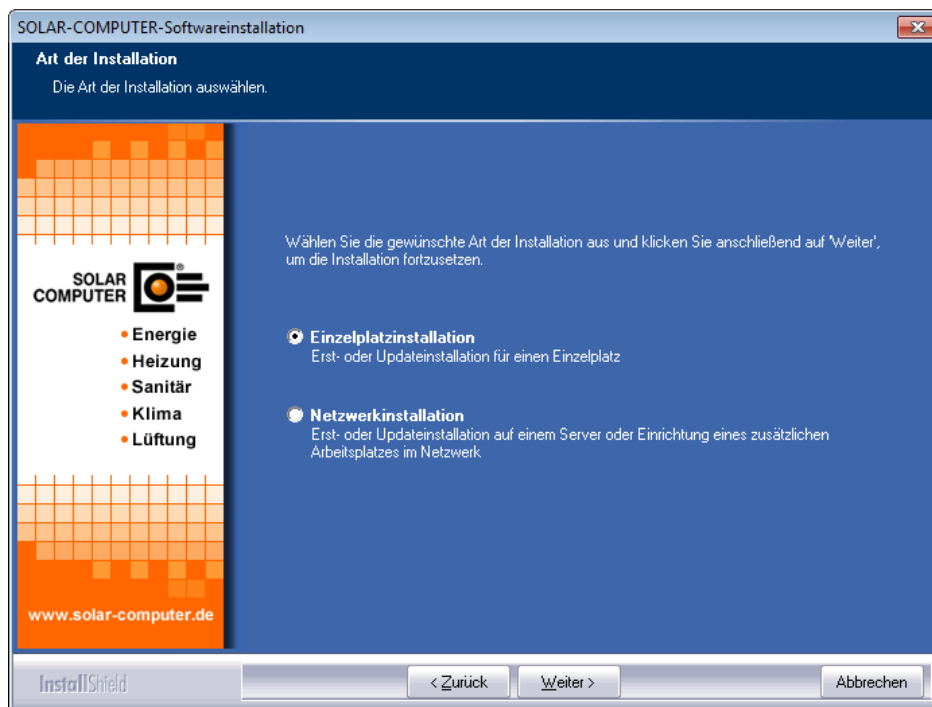 SOLAR-COMPUTER-Softwareinstallation
Art der Installation
Die Art der Installation auswählen.
Wählen Sie die gewünschte Art der Installation aus und klicken Sie anschließend auf 'Weiter',
um die Installation fortzusetzen.
SOLAR
COMPUTER
®
• Energie
• Heizung
• Sanitär
• Klima
• Lüftung
www.solar-computer.de
Einzelplatzinstallation
Erst- oder Updateinstallation für einen Einzelplatz
Netzwerkinstallation
Erst- oder Updateinstallation auf einem Server oder Einrichtung eines zusätzlichen
Arbeitsplatzes im Netzwerk
InstallShield
< Zurück
Weiter >
Abbrechen